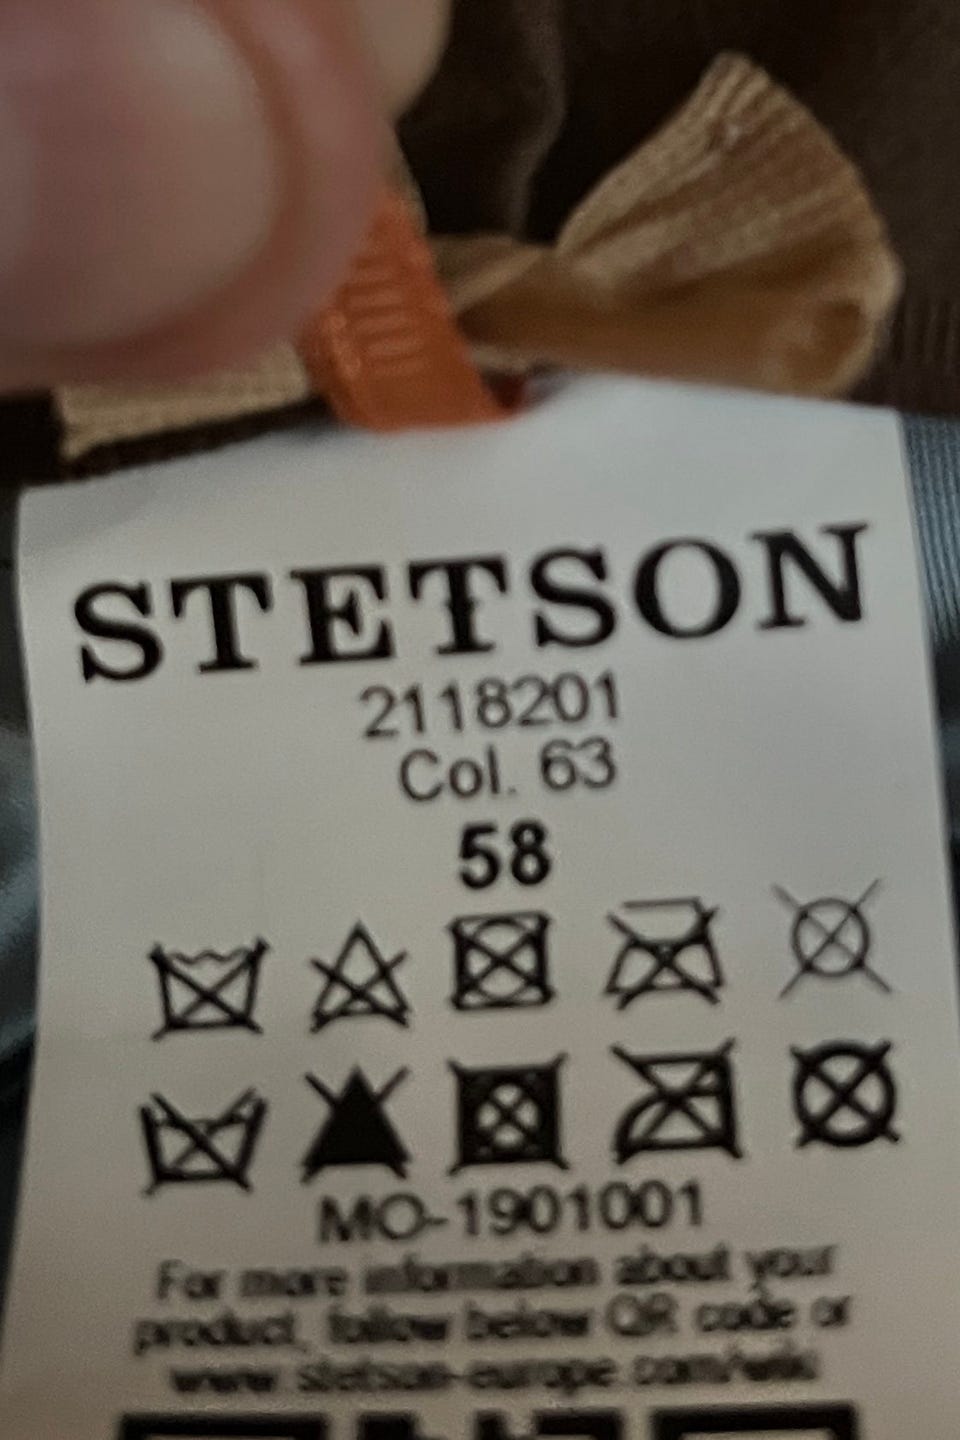 STETSON
2118201
Col. 63
58
MO-1901001
For more information about your
product, follow below QR code or
www.stetson-europe.com/wiki